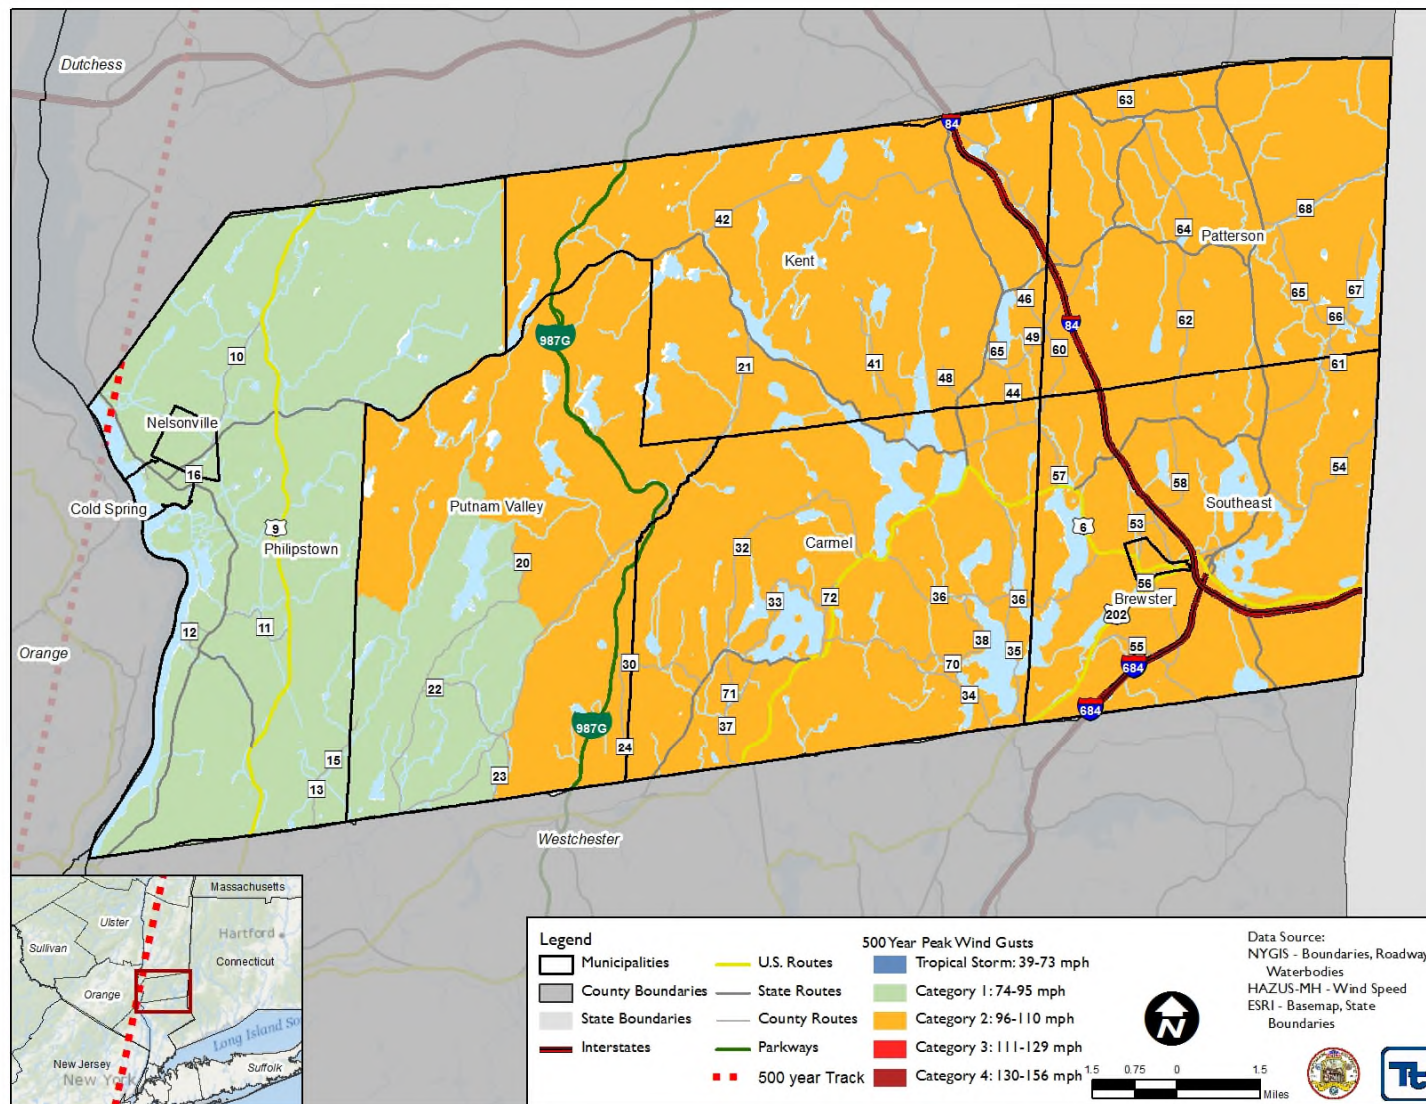 Dutchess
63
84
42
68
64
Patterson
Kent
67
65
46
66
62
84
987G
49
60
65
10
61
21
41
48
44
Nelsonville
54
16
57
58
Southeast
Cold Spring
Putnam Valley
9
6
53
Philipstown
32
Carmel
20
56
Brewster
33
72
36
36
202
11
12
38
55
Orange
35
30
70
684
22
71
34
684
37
987G
24
15
23
13
Westchester
Massachusetts
Ulster
Hartford
Sullivan
Connecticut
Orange
Long Island So
New Jersey
Suffolk
New York
Legend
Municipalities
County Boundaries
State Boundaries
Interstates
U.S. Routes
State Routes
County Routes
Parkways
500 year Track
500 Year Peak Wind Gusts
Tropical Storm: 39-73 mph
Category 1: 74-95 mph
Category 2: 96-110 mph
Category 3: 111-129 mph
Category 4: 130-156 mph
Data Source:
NYGIS - Boundaries, Roadway
Waterbodies
HAZUS-MH - Wind Speed
ESRI - Basemap, State
Boundaries
N
1.5 0.75 0 1.5
Miles
Tt